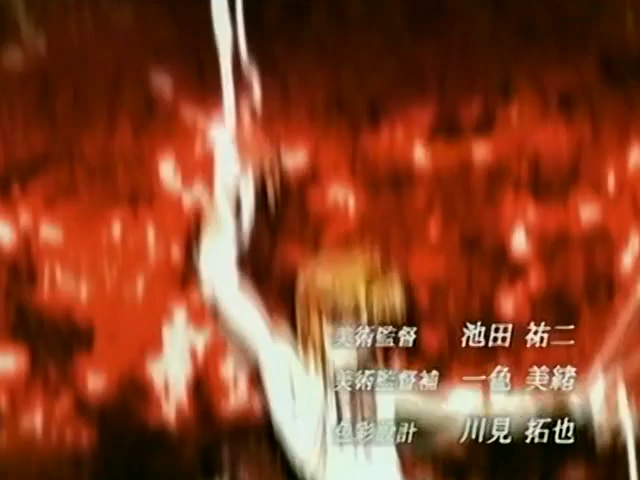 美術監督 池田 祐二
美術監督補 一色 美緒
色彩設計 川見 拓也